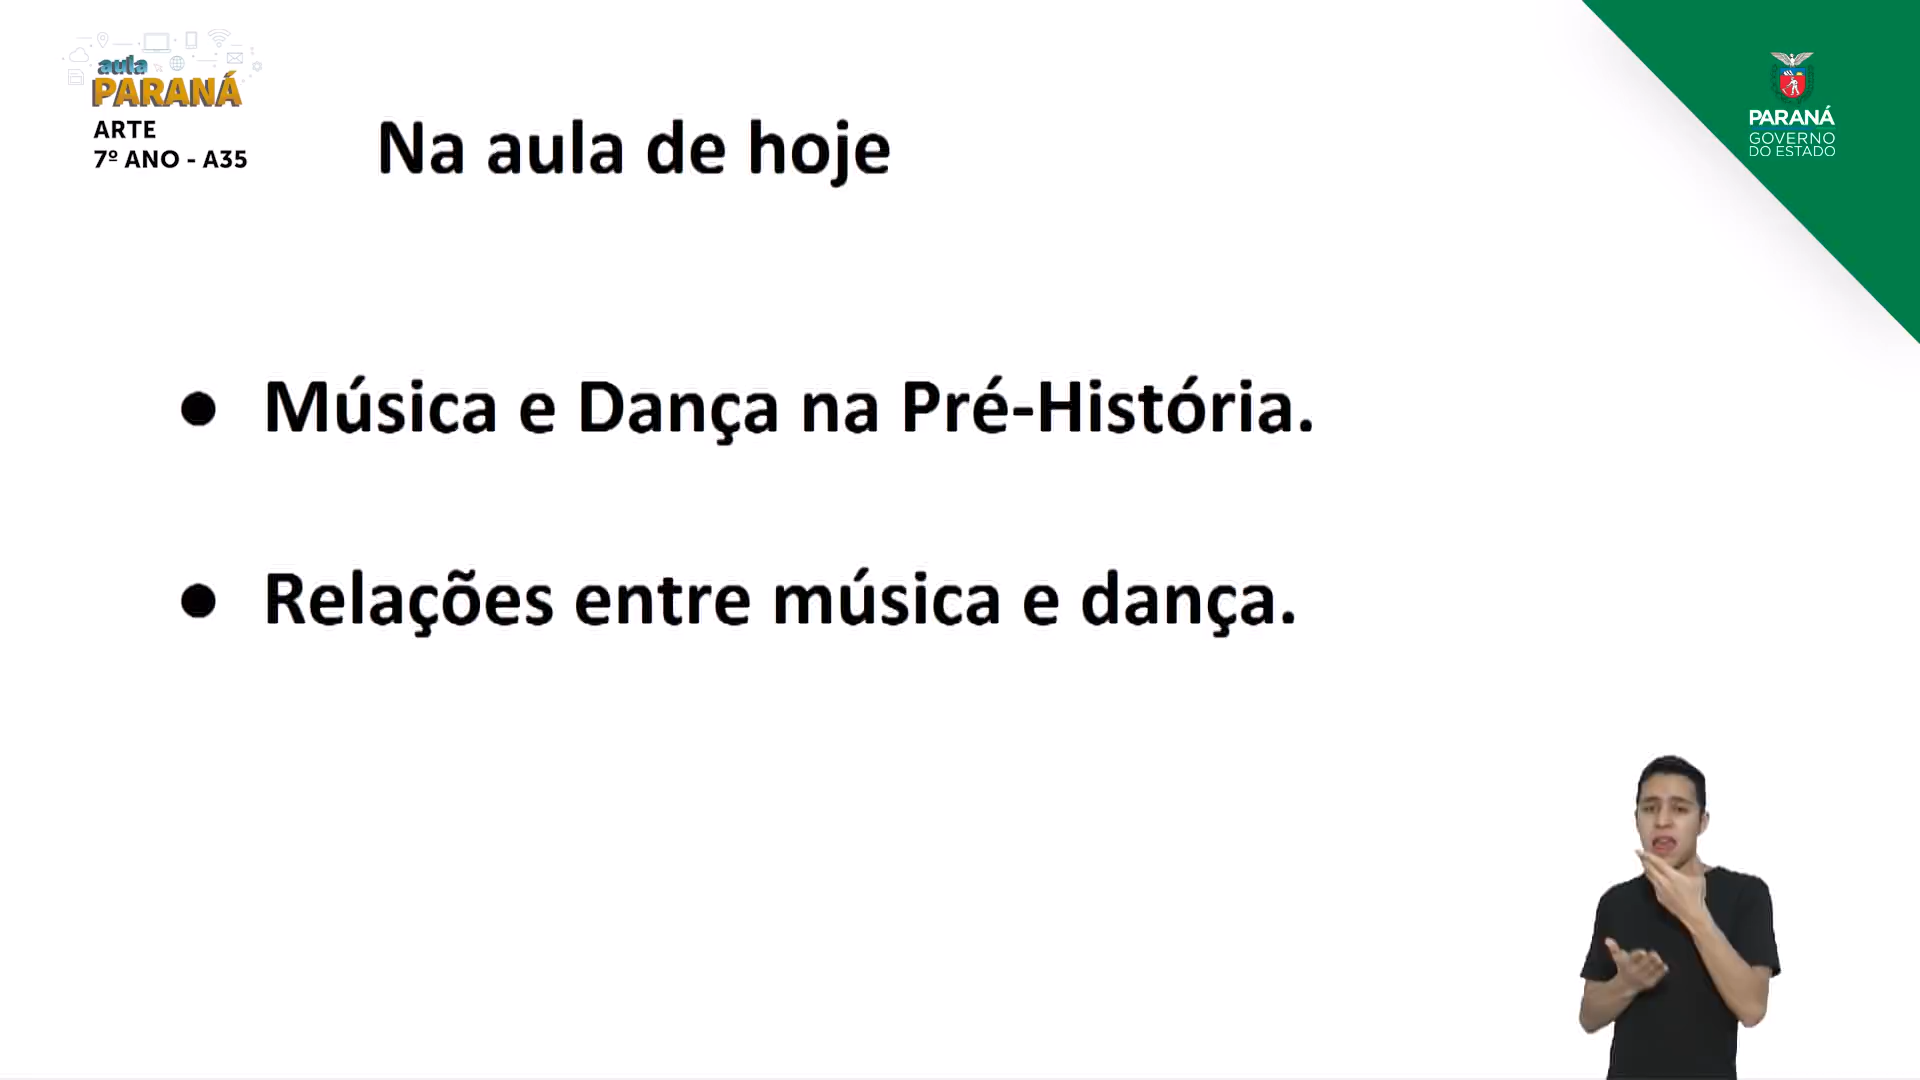 aula
PARANÁ
ARTE
7º ANO - A35
Na aula de hoje
PARANÁ
GOVERNO
DO ESTADO
● Música e Dança na Pré-História.
● Relações entre música e dança.